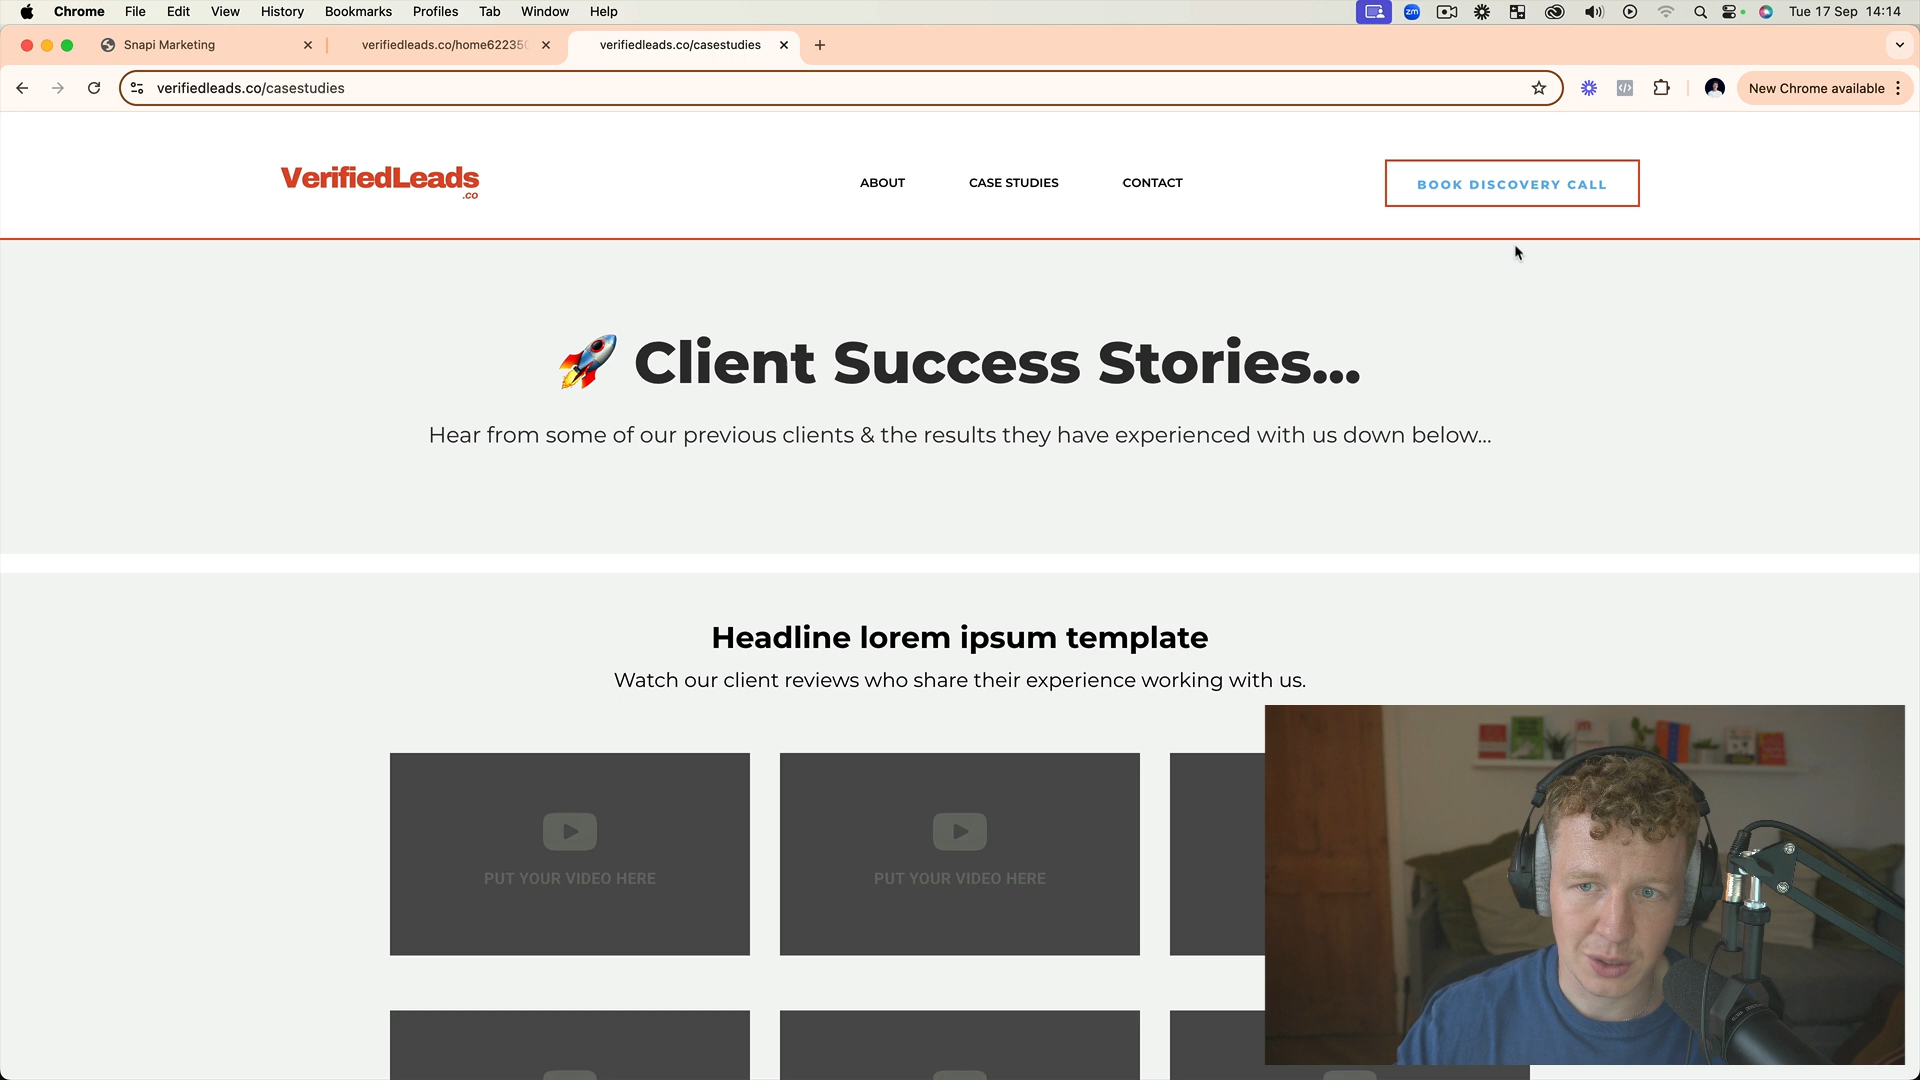 Chrome File Edit View History Bookmarks Profiles Tab Window Help zm Tue 17 Sep 14:14
Snapi Marketing verifiedleads.co/home62235 verifiedleads.co/casestudies
verifiedleads.co/casestudies New Chrome available
VerifiedLeads
.co
ABOUT CASE STUDIES CONTACT BOOK DISCOVERY CALL
Client Success Stories...
Hear from some of our previous clients & the results they have experienced with us down below...
Headline lorem ipsum template
Watch our client reviews who share their experience working with us.
PUT YOUR VIDEO HERE PUT YOUR VIDEO HERE